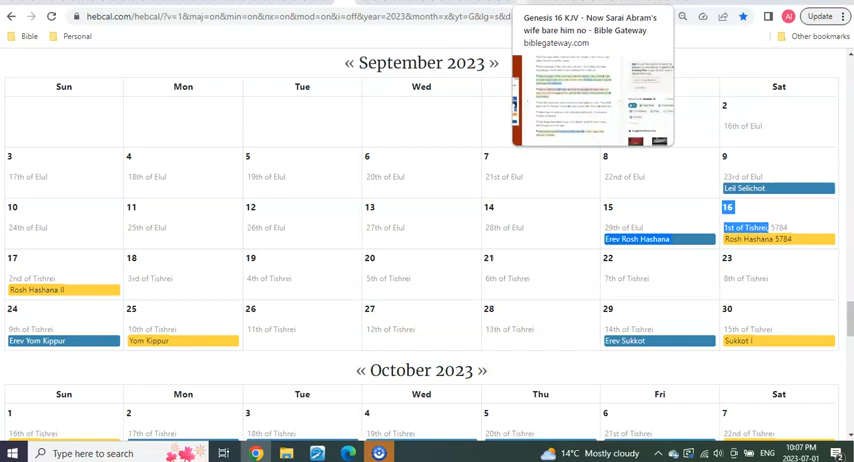 hebcal.com/hebcal/?v=1&maj=on&min=on&nx=on&mod=on&i=off&year=2023&month=x&yt=G&lg=s&d
Update
AI
Bible
Personal
Other bookmarks
Genesis 16 KJV - Now Sarai Abram's
wife bare him no - Bible Gateway
biblegateway.com
« September 2023 »
Sun Mon Tue Wed Sat
2
16th of Elul
3 4 5 6 7 8 9
17th of Elul 18th of Elul 19th of Elul 20th of Elul 21st of Elul 22nd of Elul 23rd of Elul
Leil Selichot
10 11 12 13 14 15 16
24th of Elul 25th of Elul 26th of Elul 27th of Elul 28th of Elul 29th of Elul 1st of Tishrei, 5784
Erev Rosh Hashana Rosh Hashana 5784
17 18 19 20 21 22 23
2nd of Tishrei 3rd of Tishrei 4th of Tishrei 5th of Tishrei 6th of Tishrei 7th of Tishrei 8th of Tishrei
Rosh Hashana II
24 25 26 27 28 29 30
9th of Tishrei 10th of Tishrei 11th of Tishrei 12th of Tishrei 13th of Tishrei 14th of Tishrei 15th of Tishrei
Erev Yom Kippur Yom Kippur Erev Sukkot Sukkot I
« October 2023 »
Sun Mon Tue Wed Thu Fri Sat
1 2 3 4 5 6 7
16th of Tishrei 17th of Tishrei 18th of Tishrei 19th of Tishrei 20th of Tishrei 21st of Tishrei 22nd of Tishrei
Type here to search
14°C Mostly cloudy
ENG
10:07 PM
2023-07-01
2